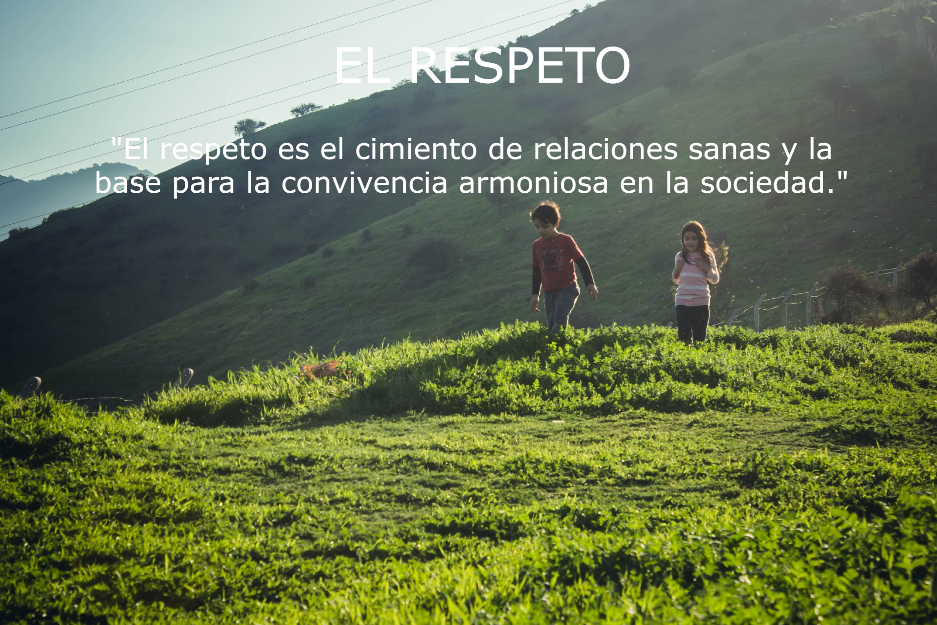 EL RESPETO
"El respeto es el cimiento de relaciones sanas y la
base para la convivencia armoniosa en la sociedad."